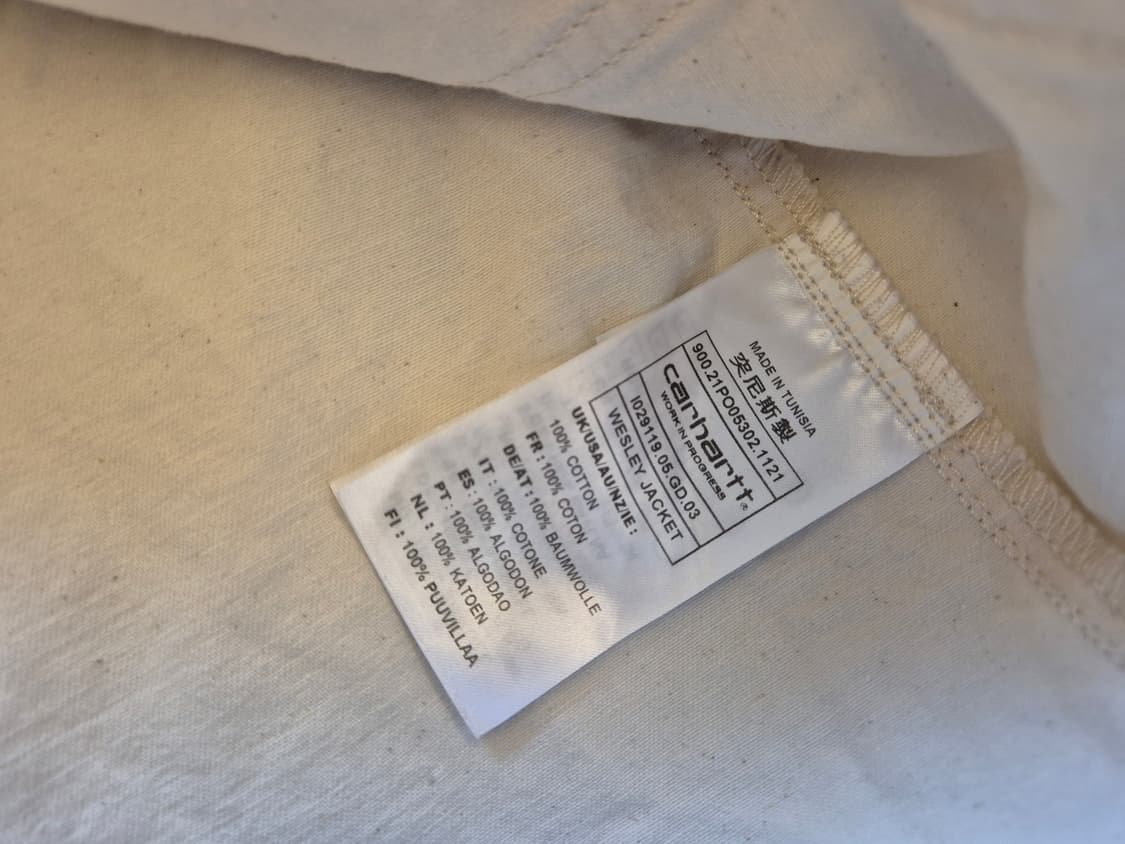 MADE IN TUNISIA
突尼斯製
900.21PO05302.1121
carhartt®
WORK IN PROGRESS
I029119.05.GD.03
WESLEY JACKET
UK/USA/AU/NZ/IE :
100% COTTON
FR :100% COTON
DE/AT :100% BAUMWOLLE
IT : 100% COTONE
ES : 100% ALGODON
PT : 100% ALGODAO
NL : 100% KATOEN
FI : 100% PUUVILLAA